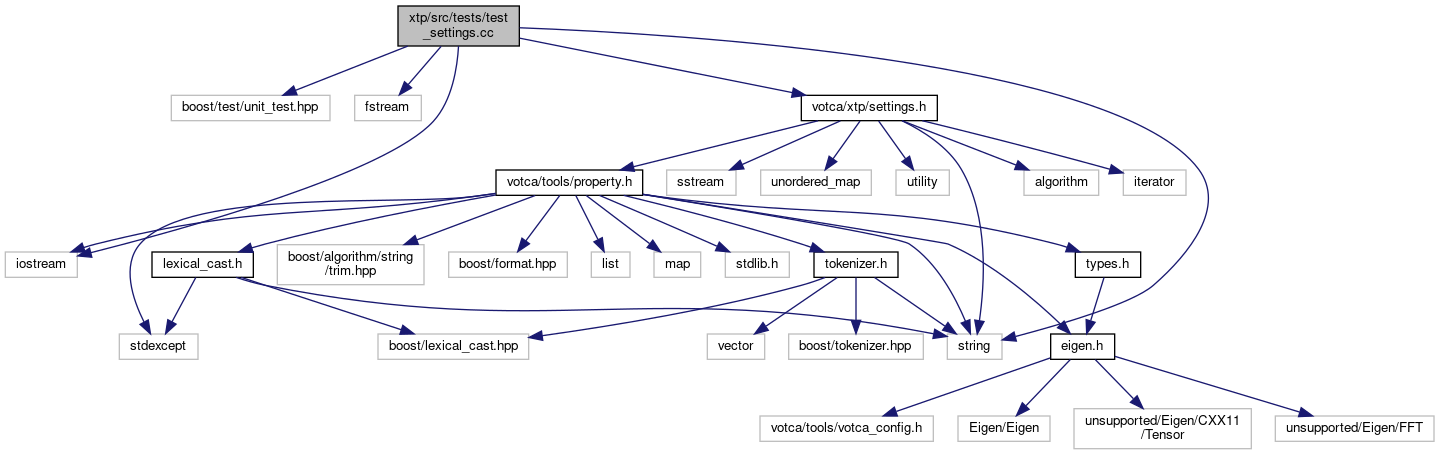 xtp/src/tests/test
_settings.cc
boost/test/unit_test.hpp
fstream
votca/xtp/settings.h
votca/tools/property.h
sstream
unordered_map
utility
algorithm
iterator
iostream
lexical_cast.h
boost/algorithm/string
/trim.hpp
boost/format.hpp
list
map
stdlib.h
tokenizer.h
types.h
stdexcept
boost/lexical_cast.hpp
vector
boost/tokenizer.hpp
string
eigen.h
votca/tools/votca_config.h
Eigen/Eigen
unsupported/Eigen/CXX11
/Tensor
unsupported/Eigen/FFT